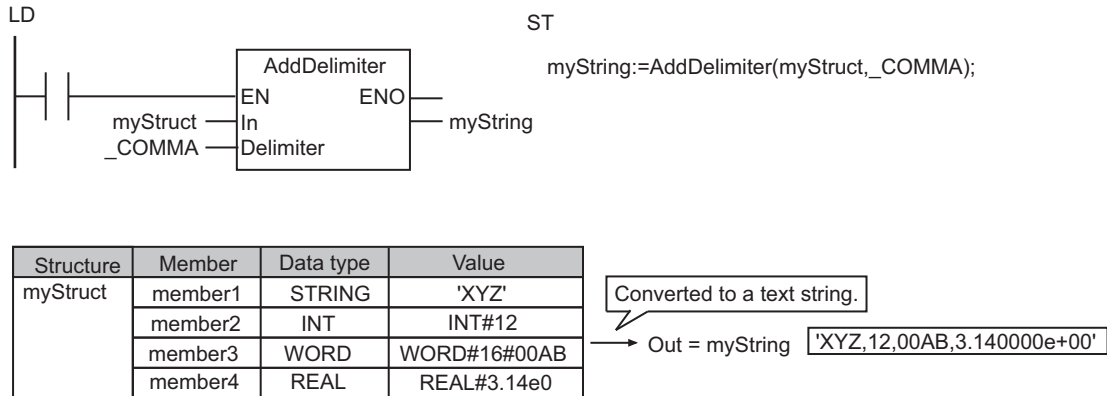 LD
ST
AddDelimiter
myString:=AddDelimiter(myStruct,_COMMA);
EN ENO
myStruct In myString
_COMMA Delimiter
Structure Member Data type Value
myStruct member1 STRING 'XYZ'
Converted to a text string.
member2 INT INT#12
member3 WORD WORD#16#00AB
Out = myString 'XYZ,12,00AB,3.140000e+00'
member4 REAL REAL#3.14e0